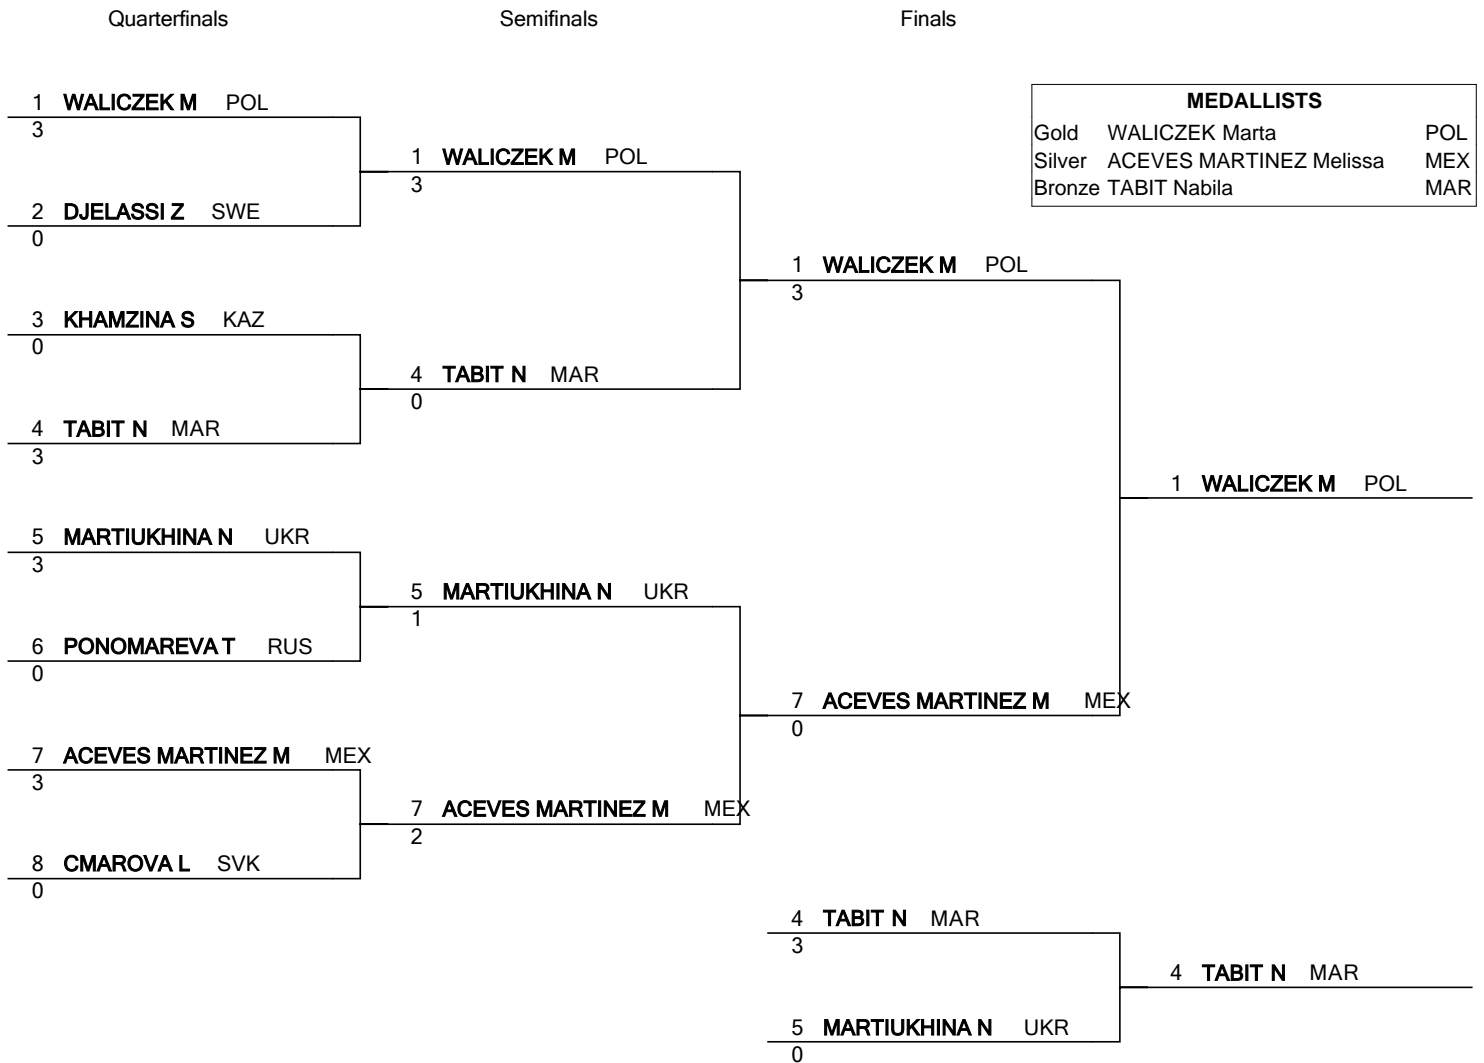 Quarterfinals Semifinals Finals
MEDALLISTS
Gold WALICZEK Marta POL
Silver ACEVES MARTINEZ Melissa MEX
Bronze TABIT Nabila MAR
1 WALICZEK M POL
3
2 DJELASSI Z SWE
0
3 KHAMZINA S KAZ
0
4 TABIT N MAR
3
5 MARTIUKHINA N UKR
3
6 PONOMAREVA T RUS
0
7 ACEVES MARTINEZ M MEX
3
8 CMAROVA L SVK
0
1 WALICZEK M POL
3
4 TABIT N MAR
0
5 MARTIUKHINA N UKR
1
7 ACEVES MARTINEZ M MEX
2
1 WALICZEK M POL
3
7 ACEVES MARTINEZ M MEX
0
1 WALICZEK M POL
4 TABIT N MAR
3
5 MARTIUKHINA N UKR
0
4 TABIT N MAR